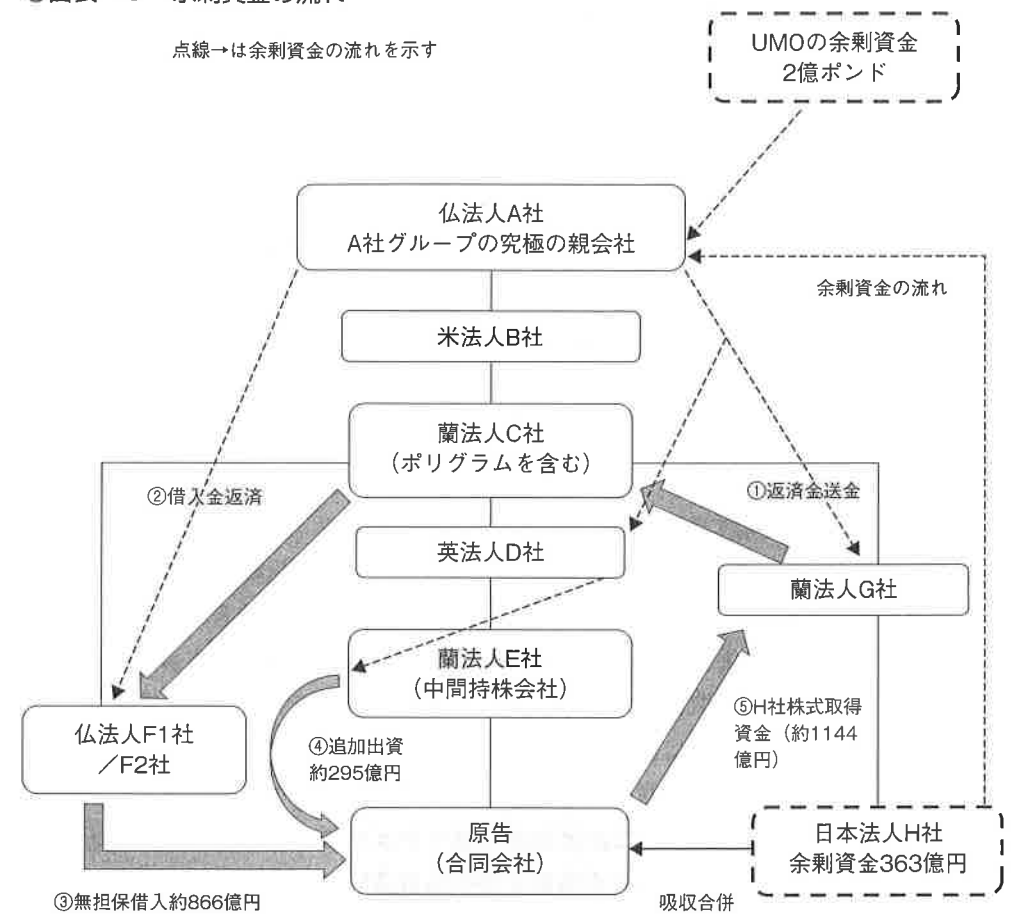 点線→は余剰資金の流れを示す
UMOの余剰資金
2億ポンド
仏法人A社
A社グループの究極の親会社
余剰資金の流れ
米法人B社
蘭法人C社
（ポリグラムを含む）
②借入金返済
①返済金送金
英法人D社
蘭法人G社
蘭法人E社
（中間持株会社）
仏法人F1社
／F2社
④追加出資
約295億円
⑤H社株式取得
資金（約1144
億円）
原告
（合同会社）
日本法人H社
余剰資金363億円
③無担保借入約866億円
吸収合併